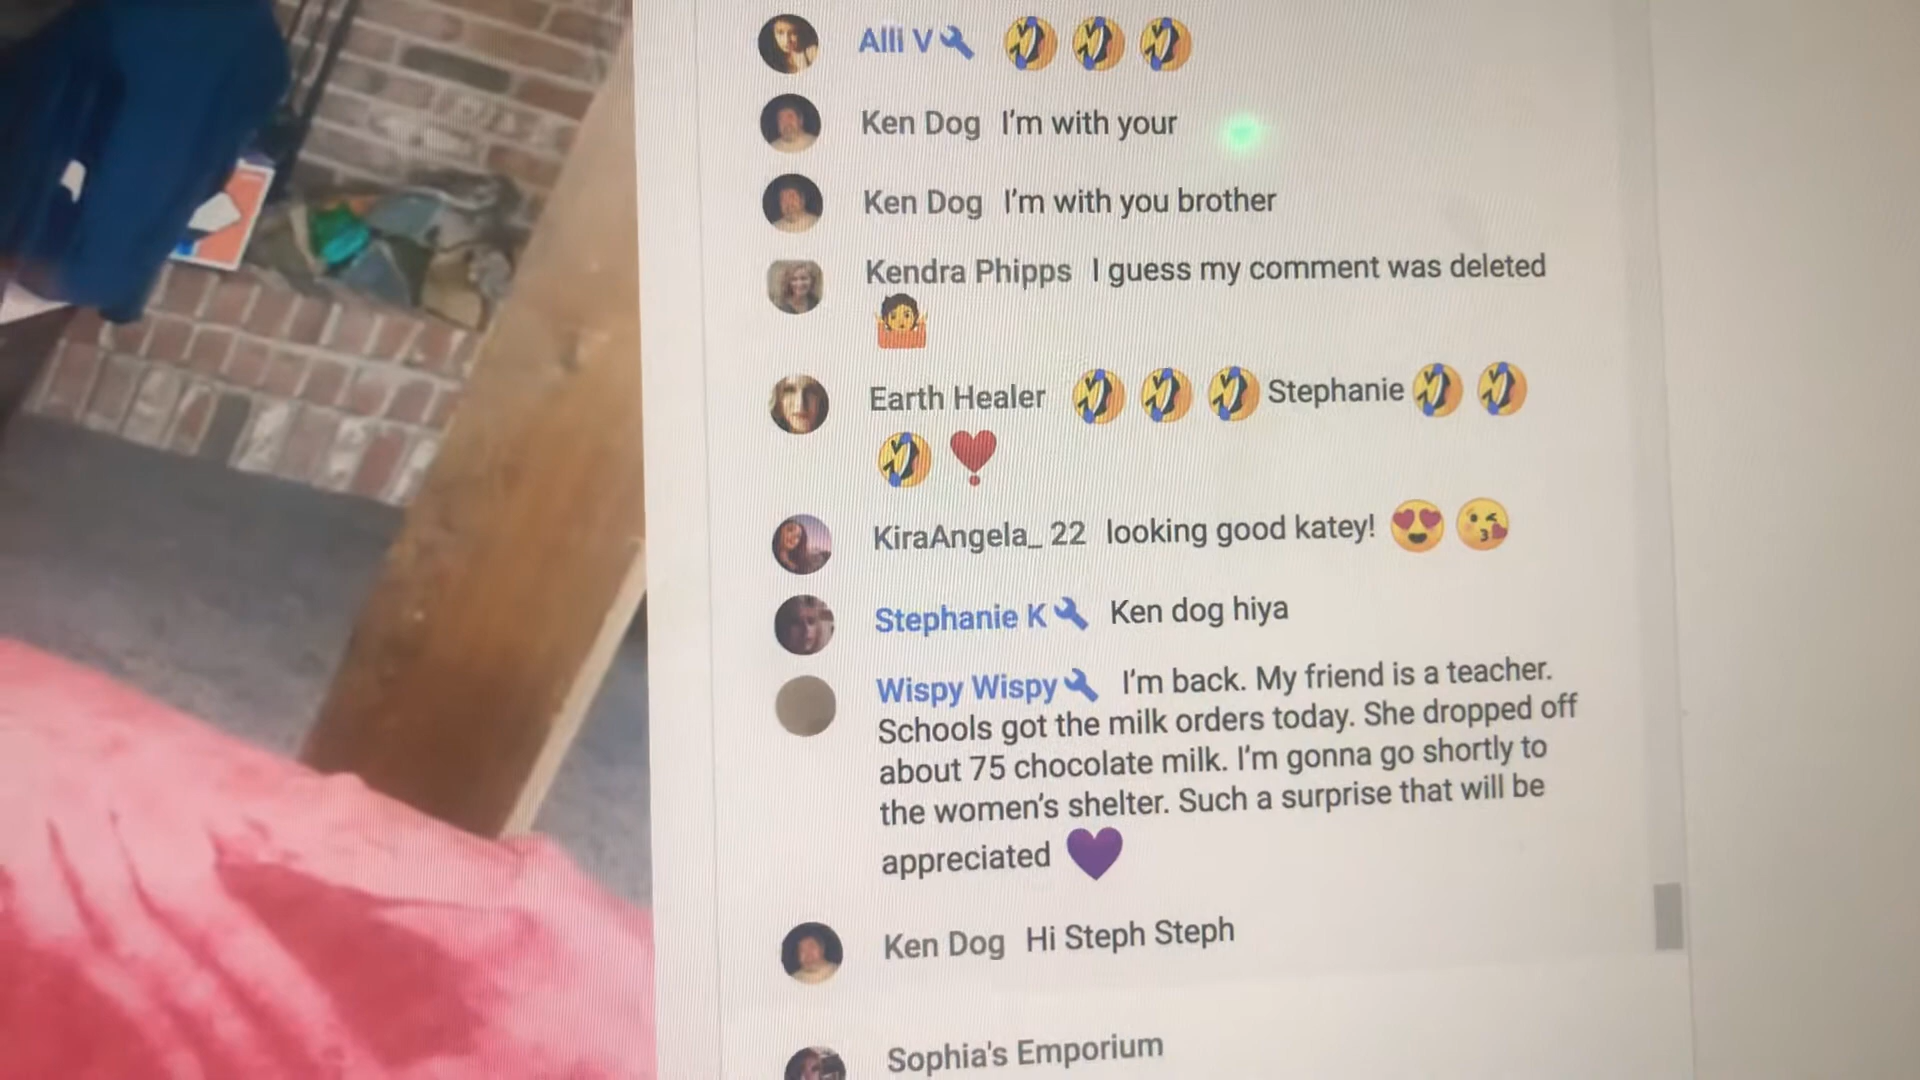 Alli V 🤣 🤣 🤣
Ken Dog I'm with your
Ken Dog I'm with you brother
Kendra Phipps I guess my comment was deleted
🤷
Earth Healer 🤣 🤣 🤣 Stephanie 🤣 🤣
🤣 ❣️
KiraAngela_ 22 looking good katey! 😍 😘
Stephanie K Ken dog hiya
Wispy Wispy I'm back. My friend is a teacher.
Schools got the milk orders today. She dropped off
about 75 chocolate milk. I'm gonna go shortly to
the women's shelter. Such a surprise that will be
appreciated 💜
Ken Dog Hi Steph Steph
Sophia's Emporium